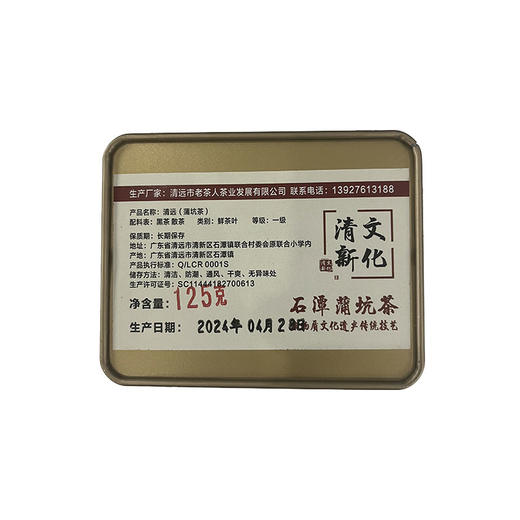 生产厂家：清远市老茶人茶业发展有限公司 联系电话：13927613188
产品名称：清远（蒲坑茶）
配料表：黑茶 散茶 类别：鲜茶叶 等级：一级
保质期：长期保存
地址：广东省清远市清新区石潭镇联合村委会原联合小学内
产地：广东省清远市清新区石潭镇
产品执行标准：Q/LCR 0001S
储存方法：清洁、防潮、通风、干爽、无异味处
生产许可证号：SC11444182700613
净含量：125克
生产日期：2024年 04月 28日
清新
文化
石潭蒲坑茶
物质文化遗产传统技艺